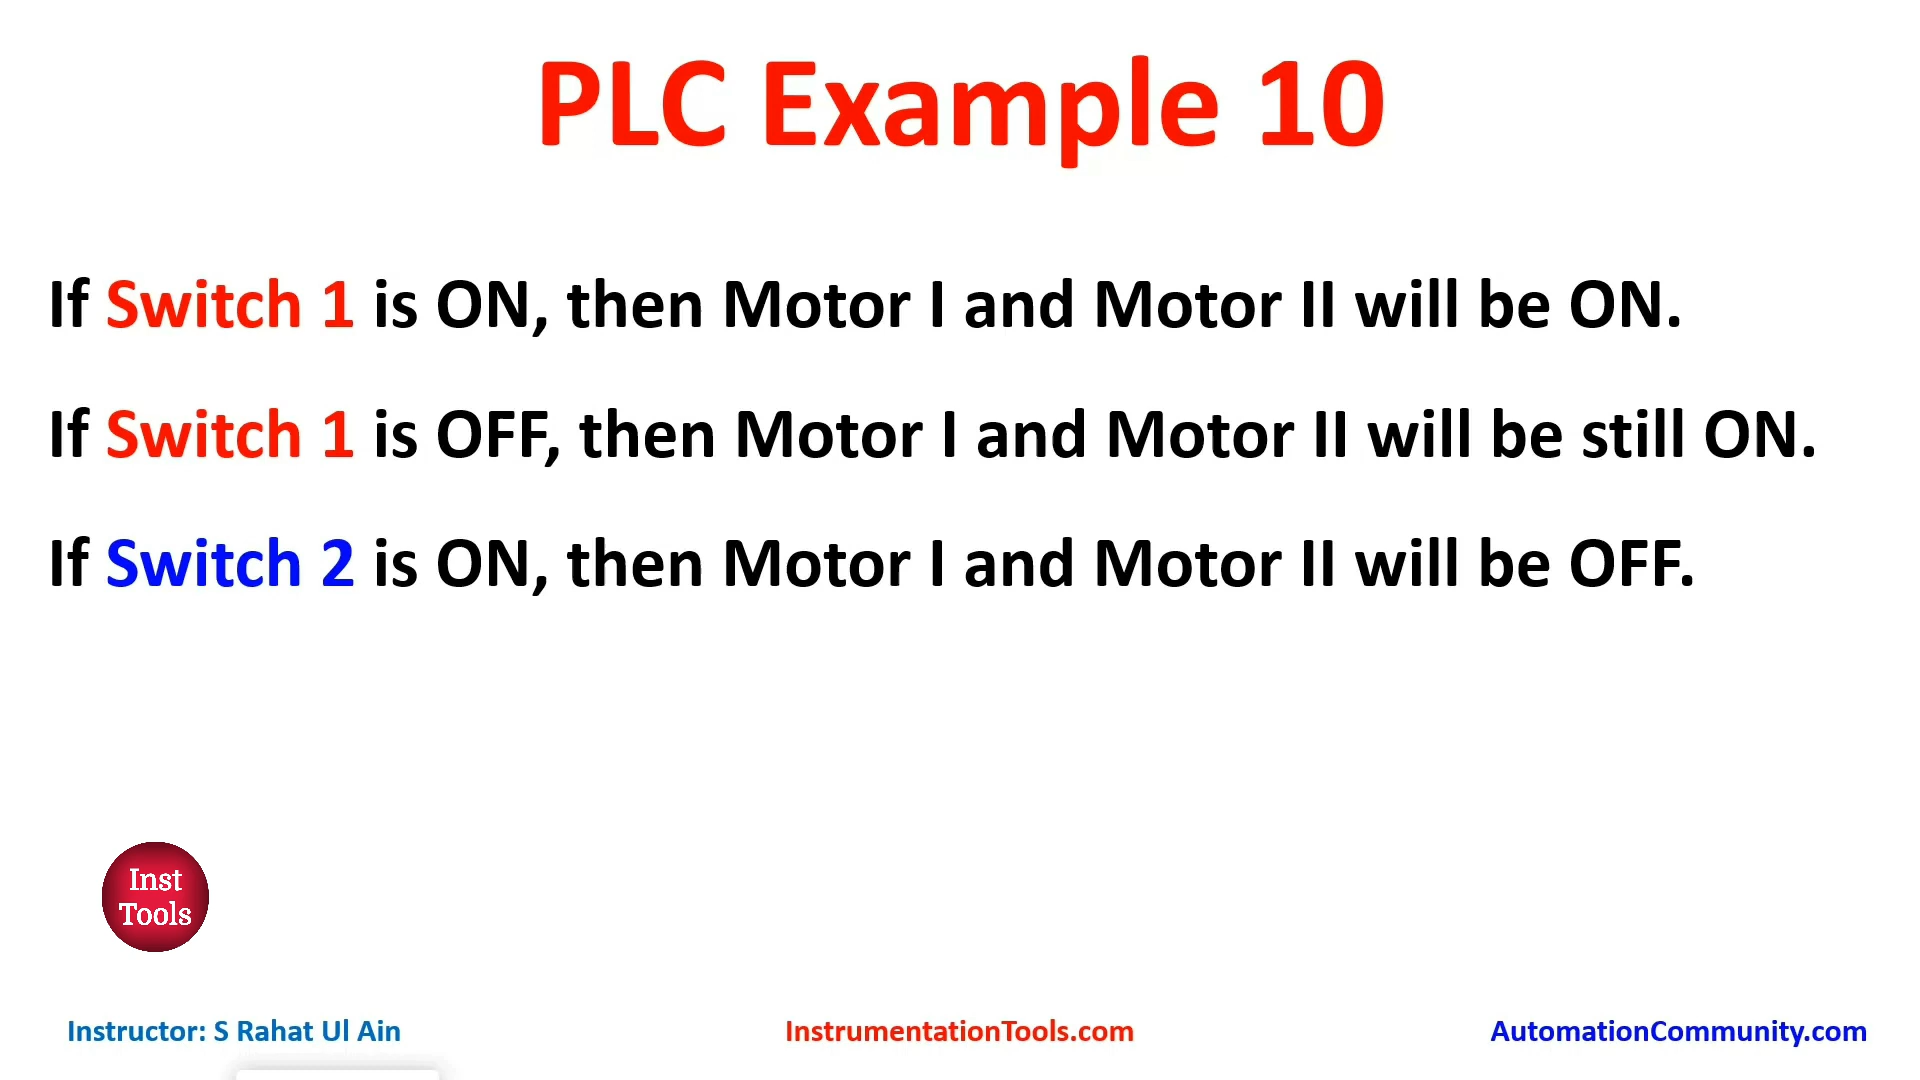 PLC Example 10
If Switch 1 is ON, then Motor I and Motor II will be ON.
If Switch 1 is OFF, then Motor I and Motor II will be still ON.
If Switch 2 is ON, then Motor I and Motor II will be OFF.
Inst
Tools
Instructor: S Rahat Ul Ain
InstrumentationTools.com
AutomationCommunity.com